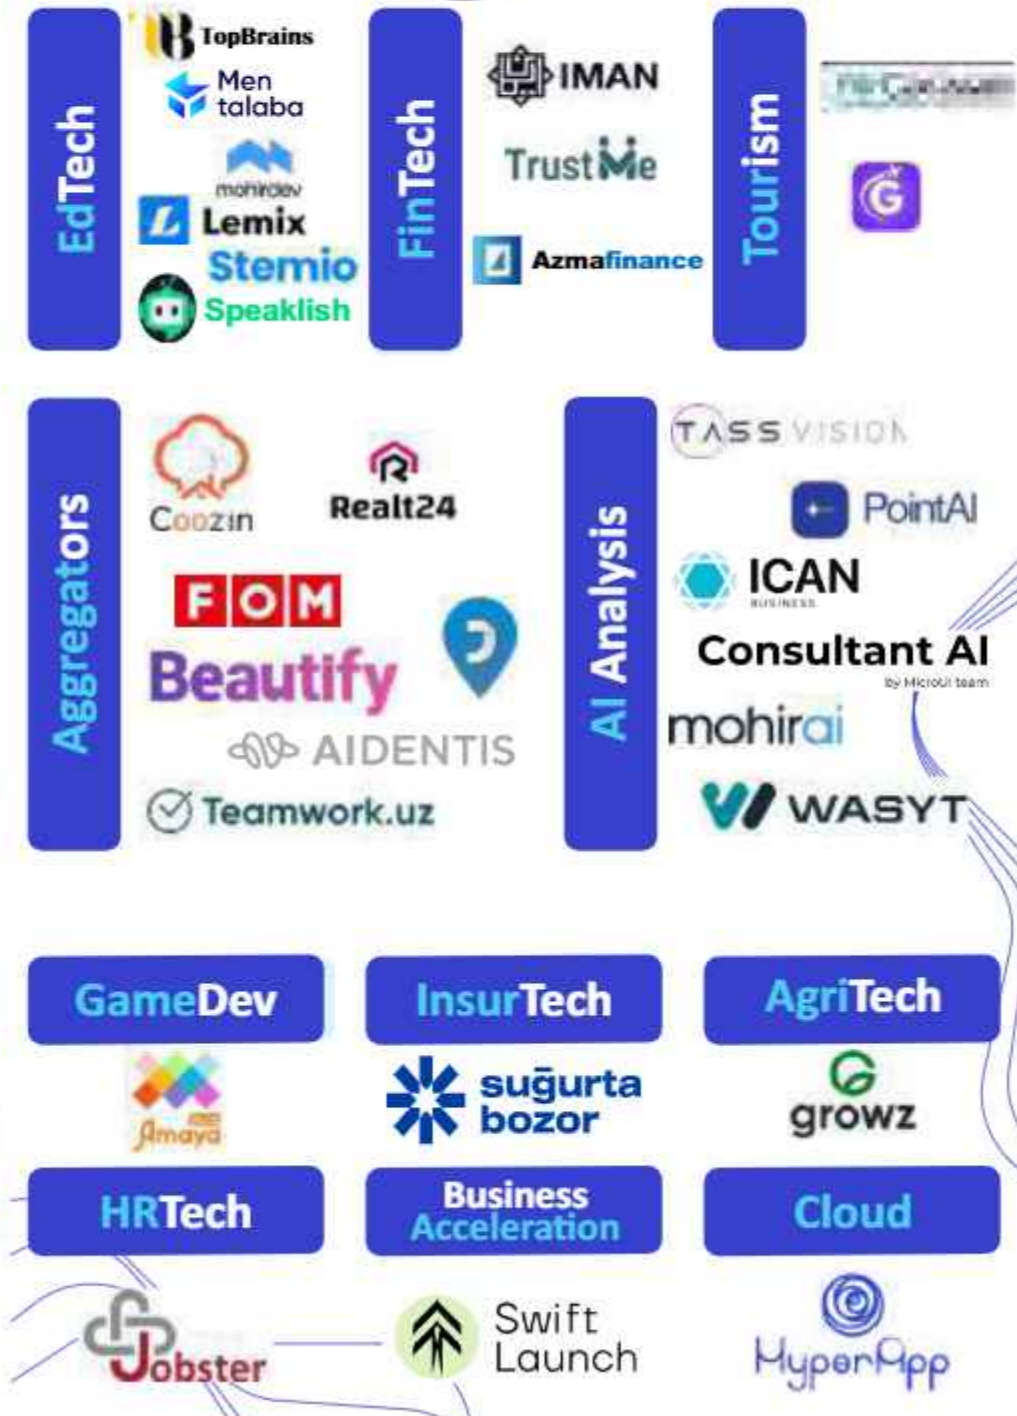 EdTech
TopBrains
Men
talaba
mohirdev
Lemix
Stemio
Speaklish
FinTech
IMAN
TrustMe
Azmafinance
Tourism
G
Aggregators
Coozin
Realt24
FOM
Beautify
AIDENTIS
Teamwork.uz
AI Analysis
TASS VISION
PointAI
ICAN
BUSINESS
Consultant AI
by MicroUI team
mohirai
WASYT
GameDev
Amaya
InsurTech
suğurta
bozor
AgriTech
growz
HRTech
Jobster
Business
Acceleration
Swift
Launch
Cloud
HyperApp